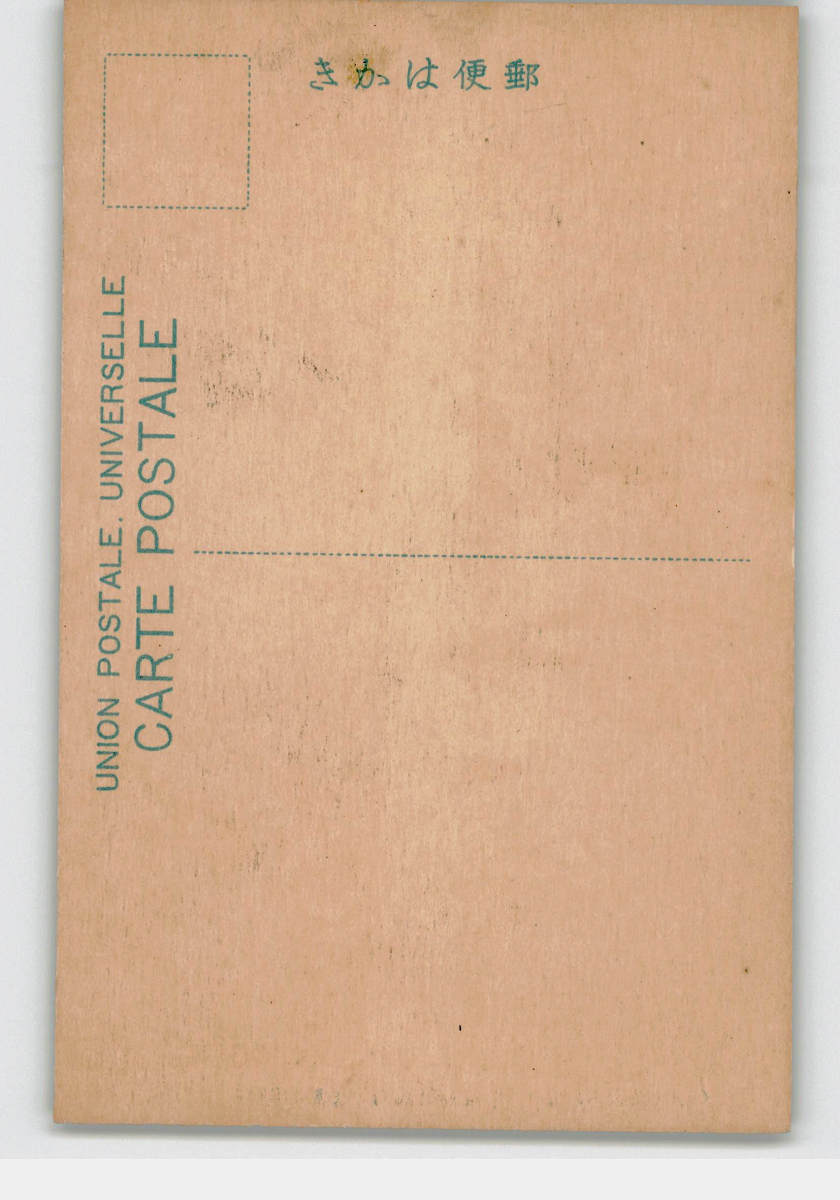 きかは便郵
UNION POSTALE. UNIVERSELLE
CARTE POSTALE